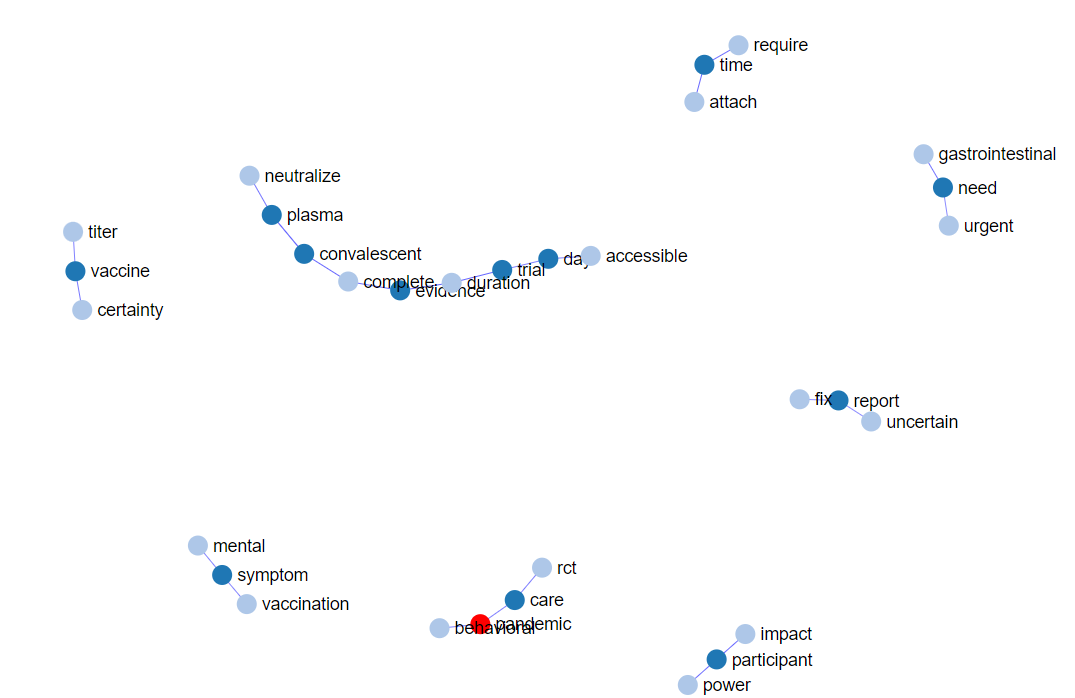 require
time
attach
gastrointestinal
need
urgent
neutralize
plasma
convalescent
complete
evidence
duration
trial
day
accessible
titer
vaccine
certainty
fix
report
uncertain
mental
symptom
vaccination
rct
care
pandemic
behavioral
impact
participant
power